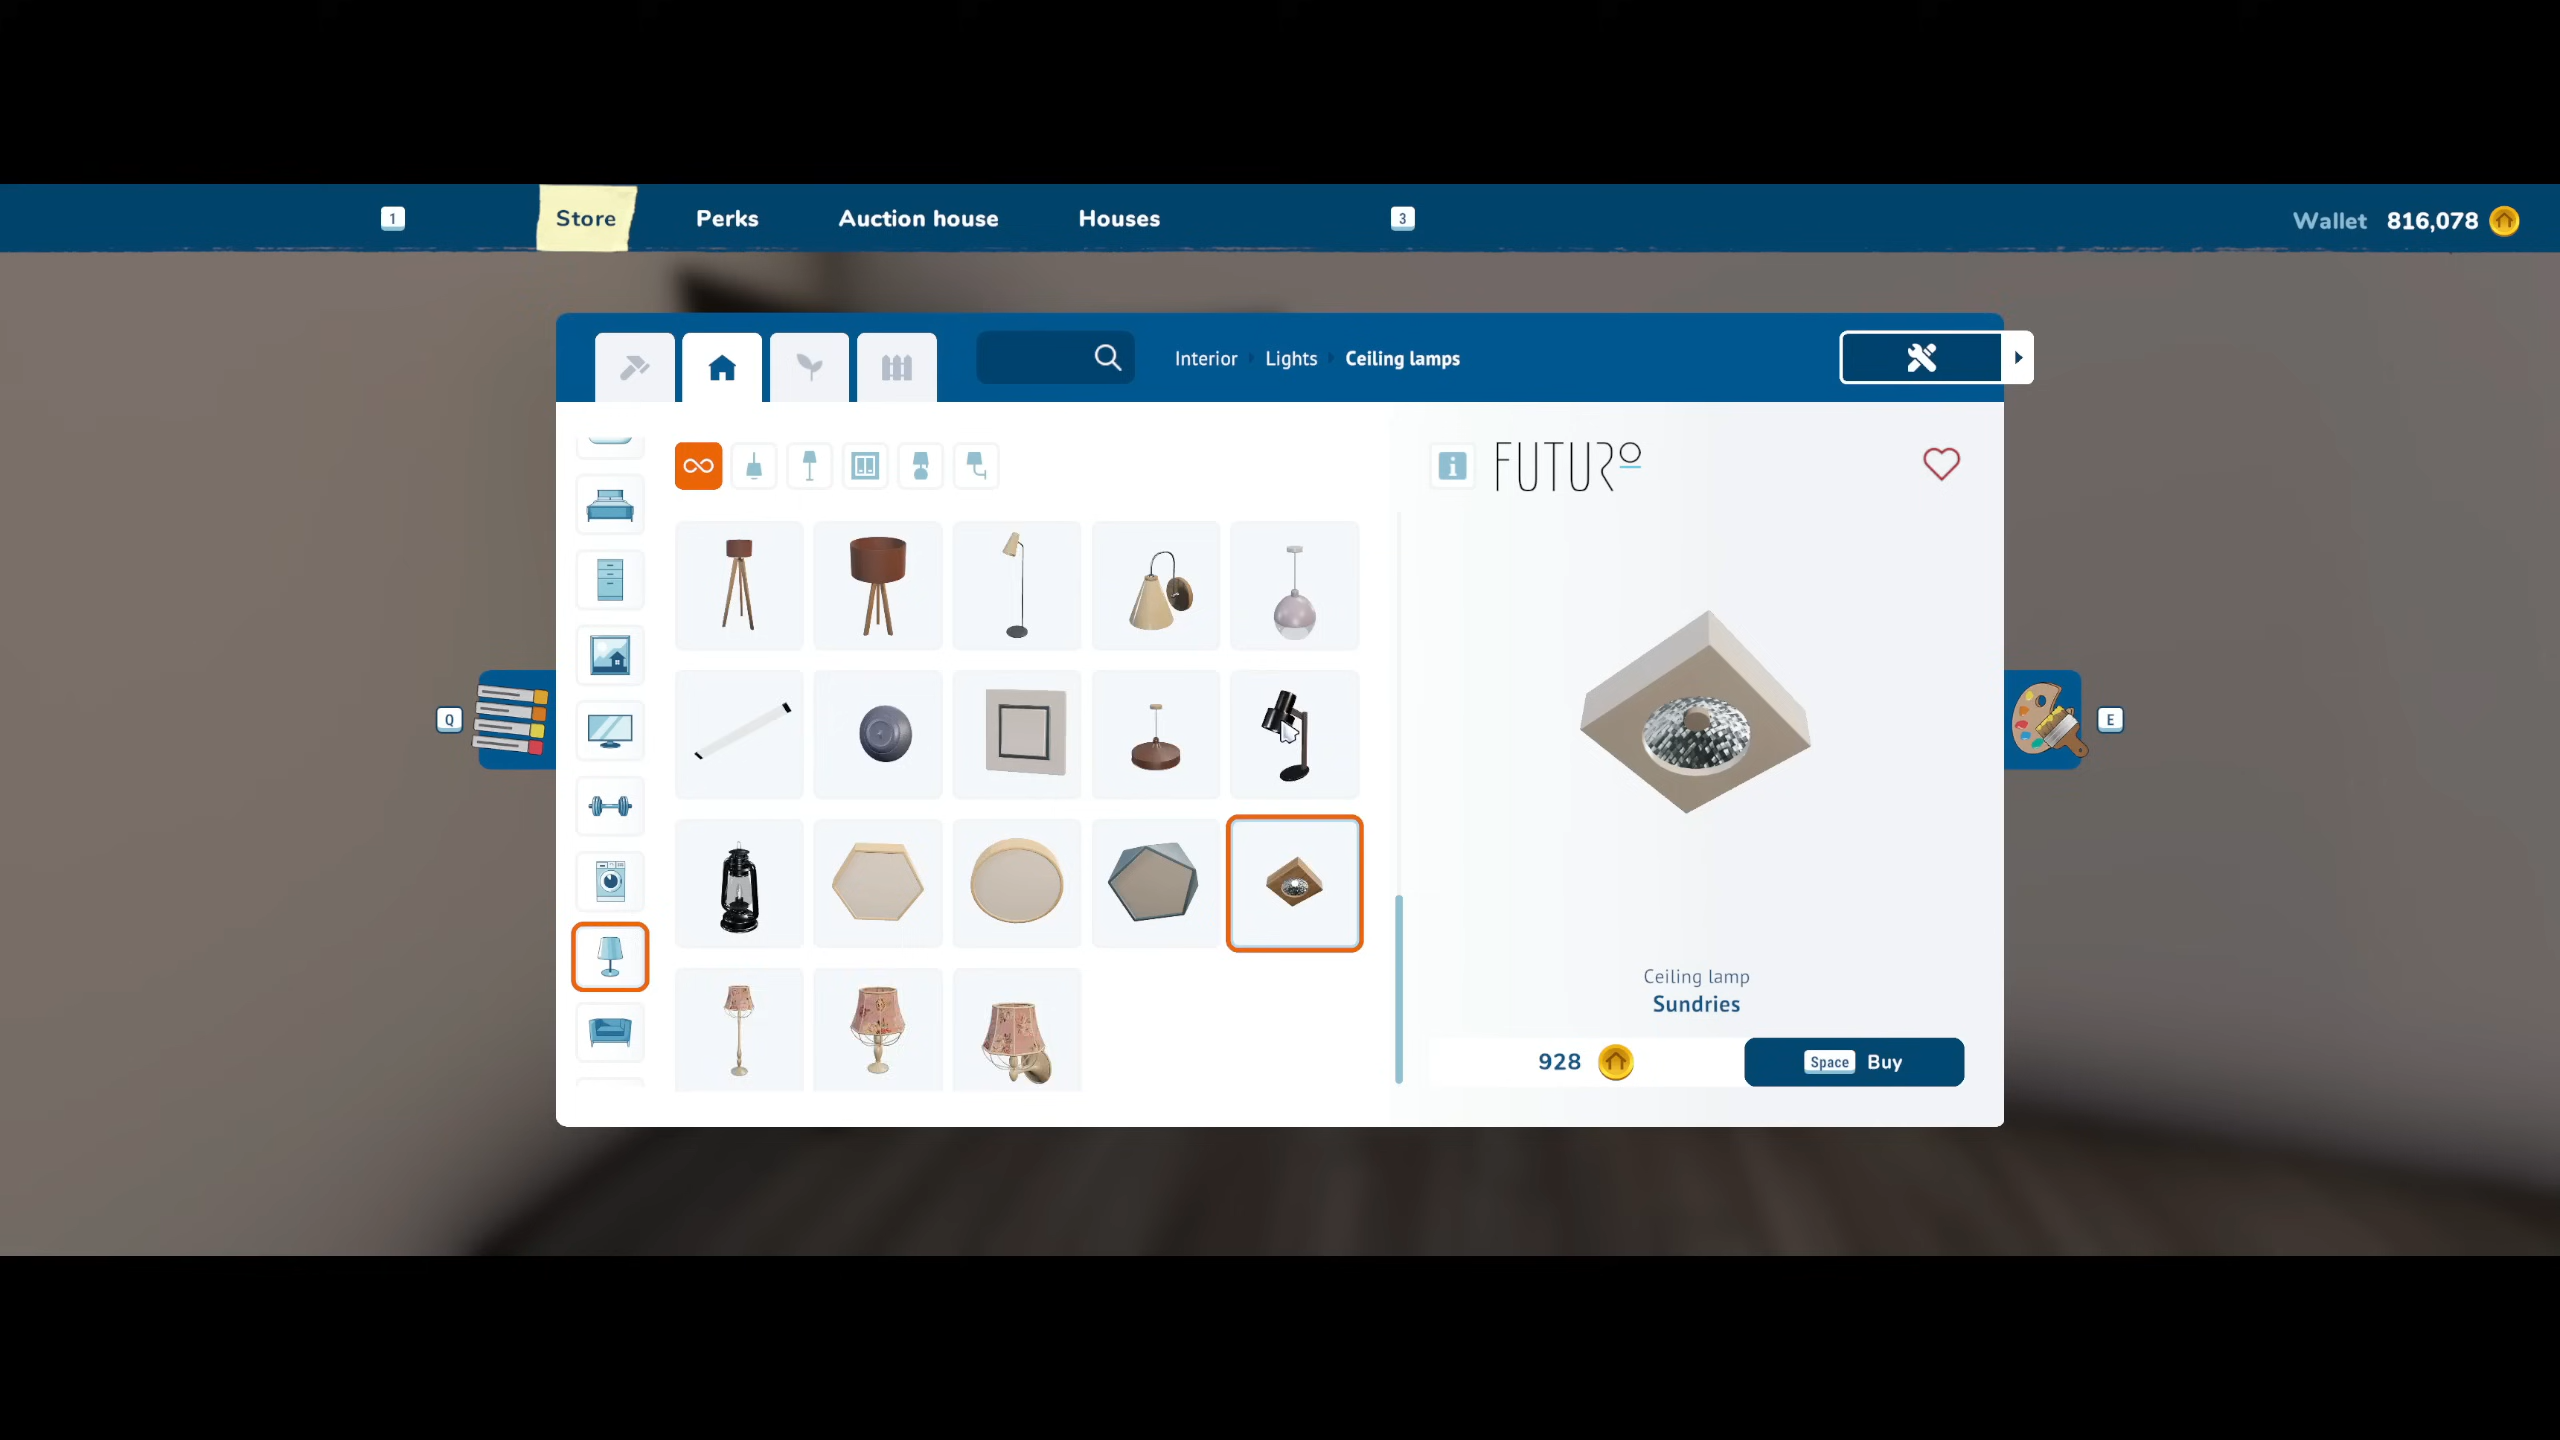 1
Store
Perks
Auction house
Houses
3
Wallet 816,078
Interior
Lights
Ceiling lamps
i
FUTURO
Q
E
Ceiling lamp
Sundries
928
Space Buy